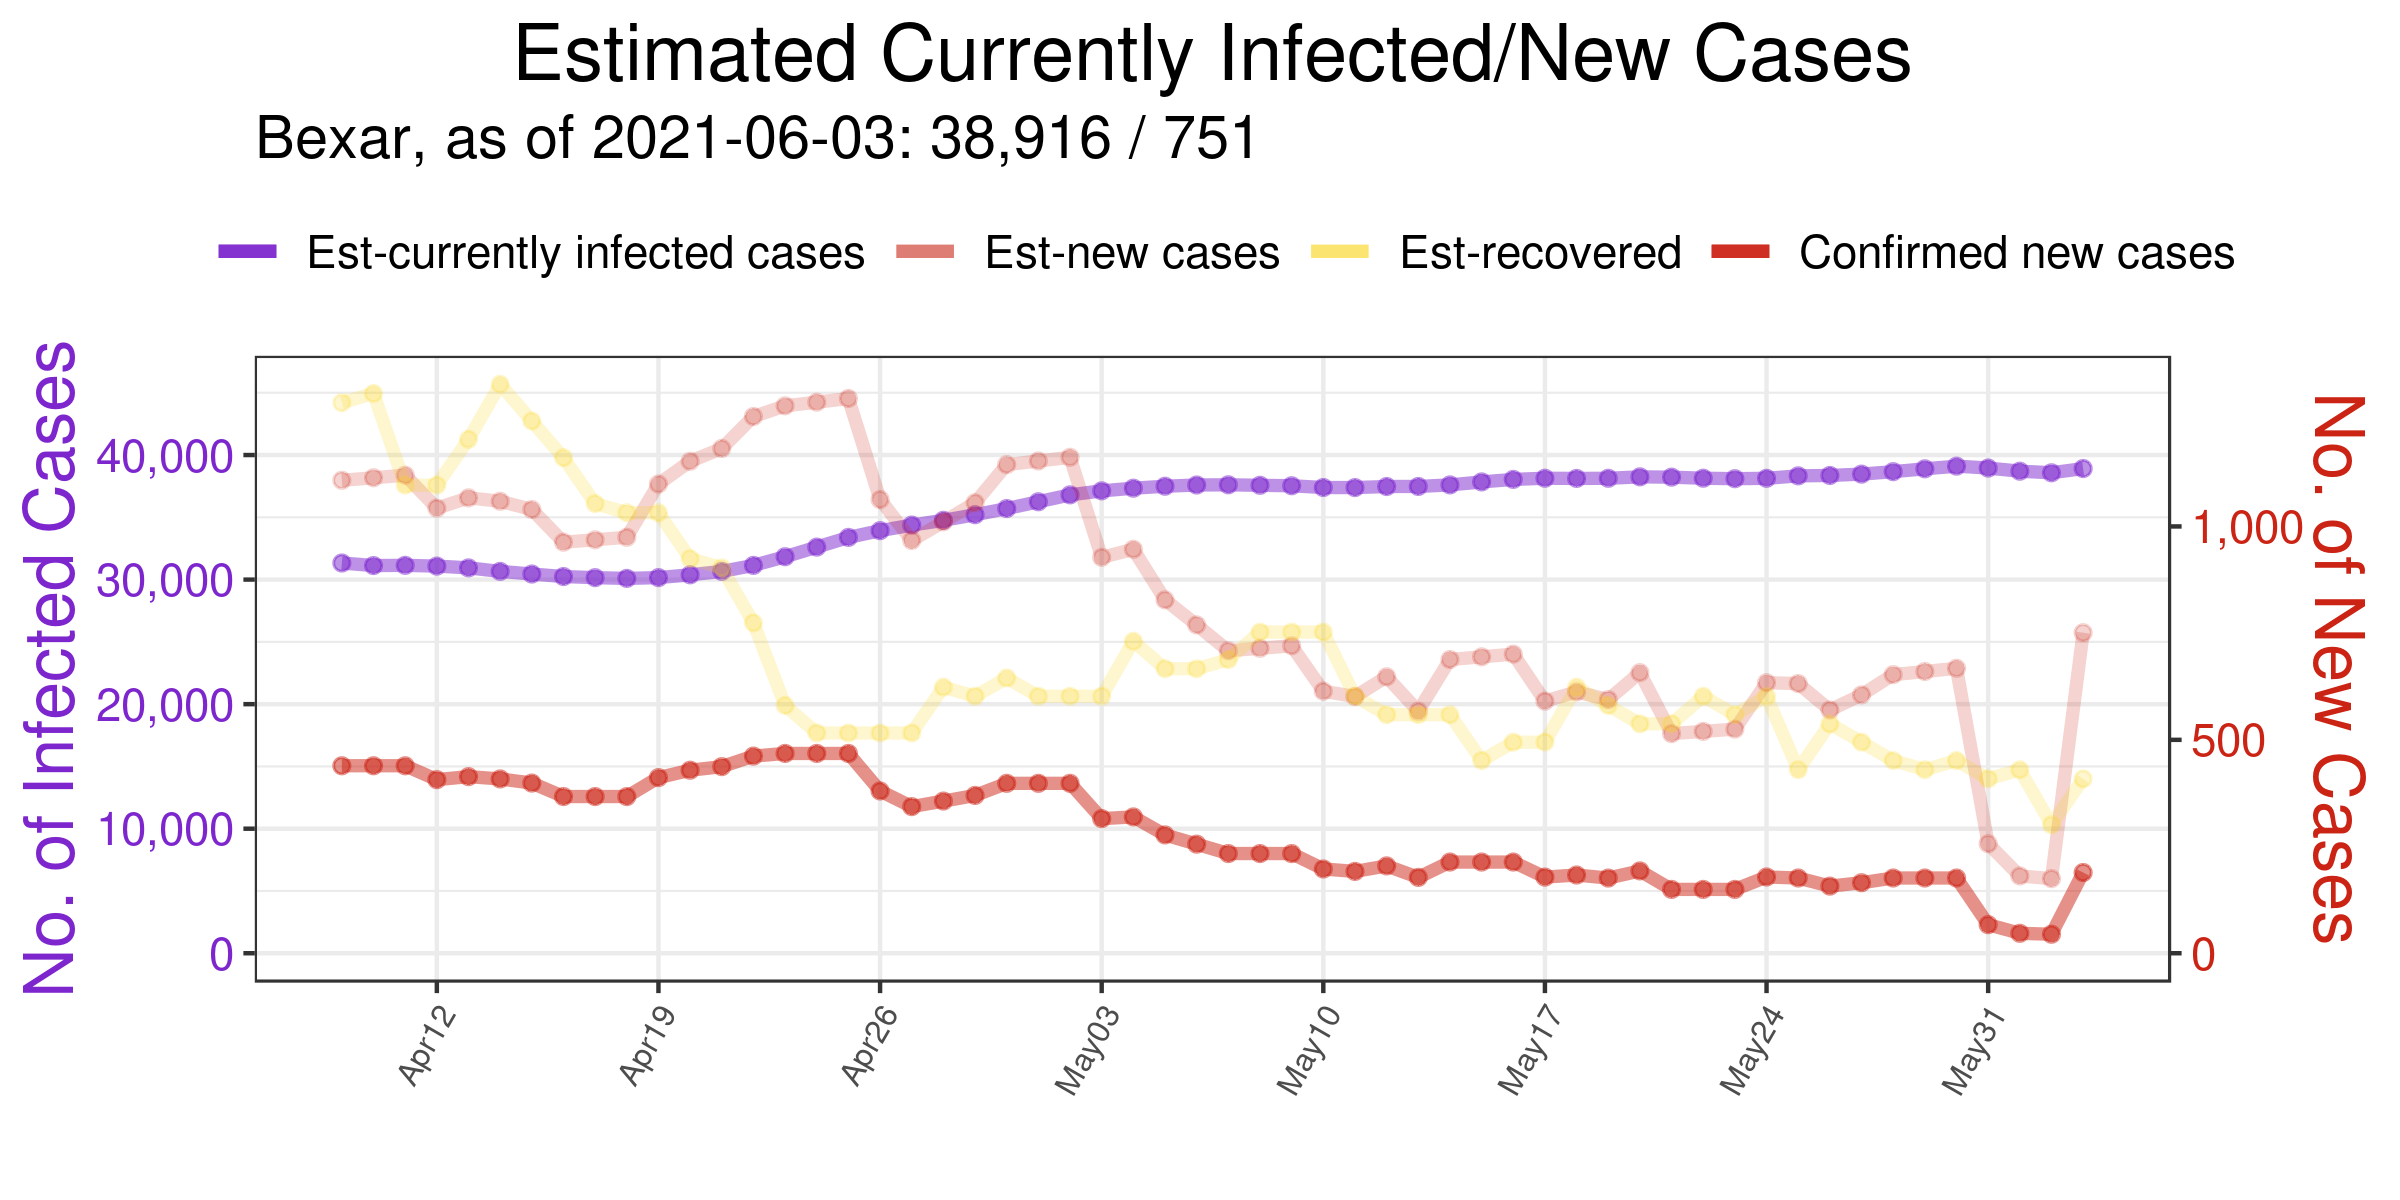 Estimated Currently Infected/New Cases
Bexar, as of 2021-06-03: 38,916 / 751
Est-currently infected cases Est-new cases Est-recovered Confirmed new cases
No. of Infected Cases
40,000
30,000
20,000
10,000
0
1,000
500
0
No. of New Cases
Apr12 Apr19 Apr26 May03 May10 May17 May24 May31